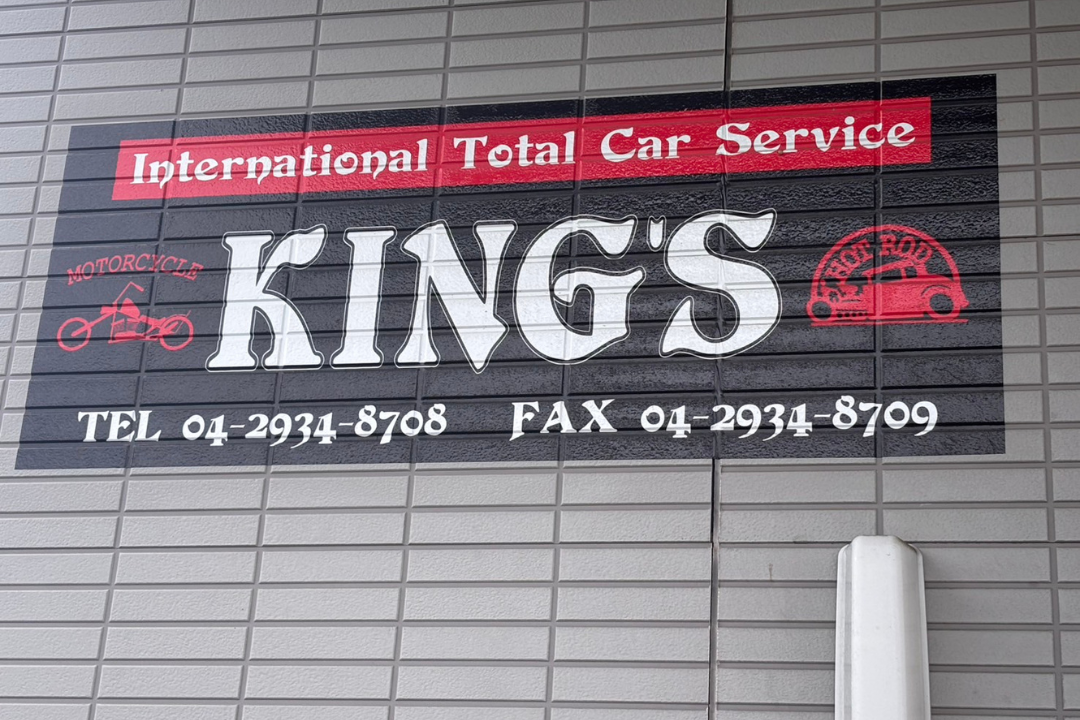 International Total Car Service
MOTORCYCLE
KING'S
HOT ROD
TEL 04-2934-8708 FAX 04-2934-8709